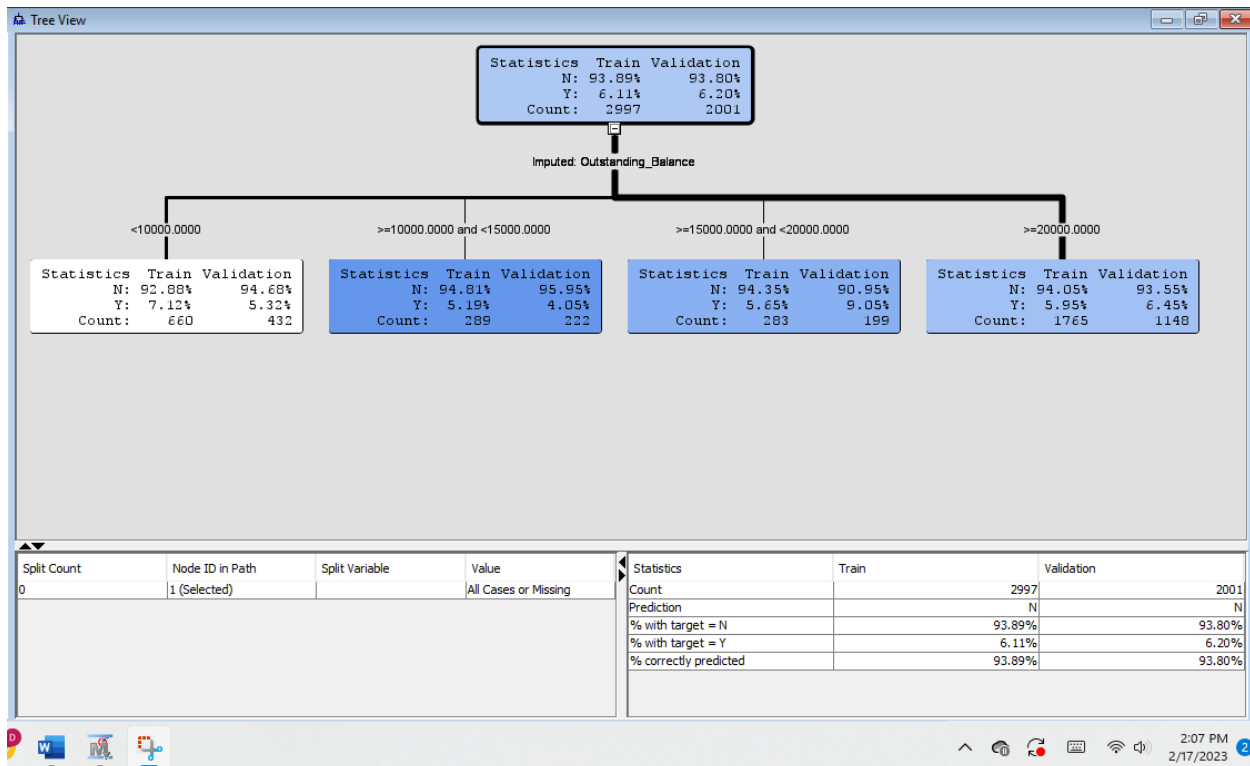 Tree View
Statistics Train Validation
N: 93.89% 93.80%
Y: 6.11% 6.20%
Count: 2997 2001
Imputed: Outstanding_Balance
<10000.0000 >=10000.0000 and <15000.0000 >=15000.0000 and <20000.0000 >=20000.0000
Statistics Train Validation
N: 92.88% 94.68%
Y: 7.12% 5.32%
Count: 660 432
Statistics Train Validation
N: 94.81% 95.95%
Y: 5.19% 4.05%
Count: 289 222
Statistics Train Validation
N: 94.35% 90.95%
Y: 5.65% 9.05%
Count: 283 199
Statistics Train Validation
N: 94.05% 93.55%
Y: 5.95% 6.45%
Count: 1765 1148
Split Count Node ID in Path Split Variable Value
0 1 (Selected) All Cases or Missing
Statistics Train Validation
Count 2997 2001
Prediction N N
% with target = N 93.89% 93.80%
% with target = Y 6.11% 6.20%
% correctly predicted 93.89% 93.80%
D
W
2:07 PM
2/17/2023
2